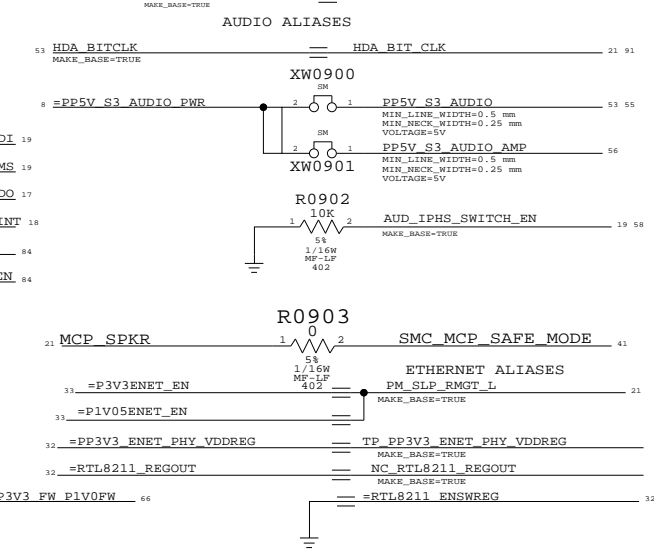 MAKE_BASE=TRUE
AUDIO ALIASES
53 HDA_BITCLK HDA_BIT_CLK 21 91
MAKE_BASE=TRUE
XW0900
SM
8 =PP5V_S3_AUDIO_PWR 2 1 PP5V_S3_AUDIO 53 55
MIN_LINE_WIDTH=0.5 mm
MIN_NECK_WIDTH=0.25 mm
VOLTAGE=5V
DI 19
SM
2 1 PP5V_S3_AUDIO_AMP 56
XW0901
MIN_LINE_WIDTH=0.5 mm
MIN_NECK_WIDTH=0.25 mm
VOLTAGE=5V
MS 19
DO 17
R0902
10K
INT 18
1 2 AUD_IPHS_SWITCH_EN 19 58
MAKE_BASE=TRUE
5%
1/16W
MF-LF
402
84
EN 84
R0903
0
21 MCP_SPKR 1 2 SMC_MCP_SAFE_MODE 41
5%
1/16W
MF-LF
402
ETHERNET ALIASES
33 =P3V3ENET_EN PM_SLP_RMGT_L 21
MAKE_BASE=TRUE
33 =P1V05ENET_EN
32 =PP3V3_ENET_PHY_VDDREG TP_PP3V3_ENET_PHY_VDDREG
MAKE_BASE=TRUE
32 =RTL8211_REGOUT NC_RTL8211_REGOUT
MAKE_BASE=TRUE
P3V3_FW_P1V0FW 66
=RTL8211_ENSWREG 32